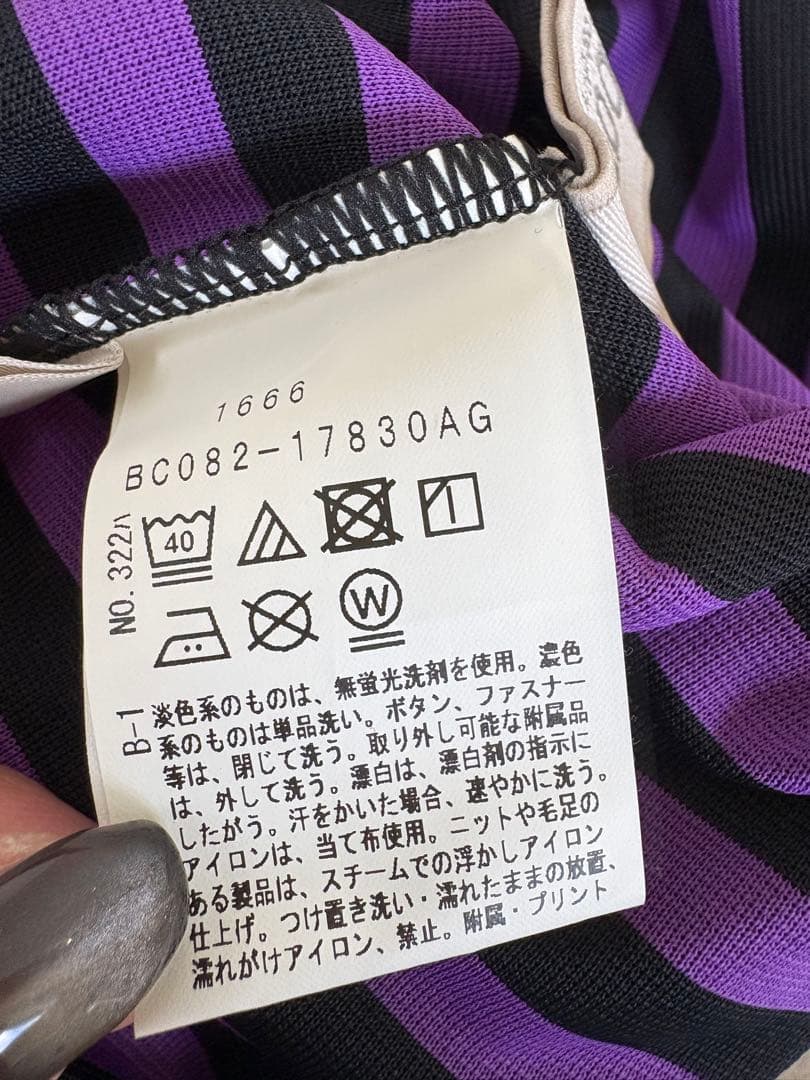 1666
BC082-17830AG
NO. 322ハ
40
W
B-1
淡色系のものは、無蛍光洗剤を使用。濃色
系のものは単品洗い。ボタン、ファスナー
等は、閉じて洗う。取り外し可能な附属品
は、外して洗う。漂白は、漂白剤の指示に
したがう。汗をかいた場合、速やかに洗う。
アイロンは、当て布使用。ニットや毛足の
ある製品は、スチームでの浮かしアイロン
仕上げ。つけ置き洗い・濡れたままの放置、
濡れがけアイロン、禁止。附属・プリント